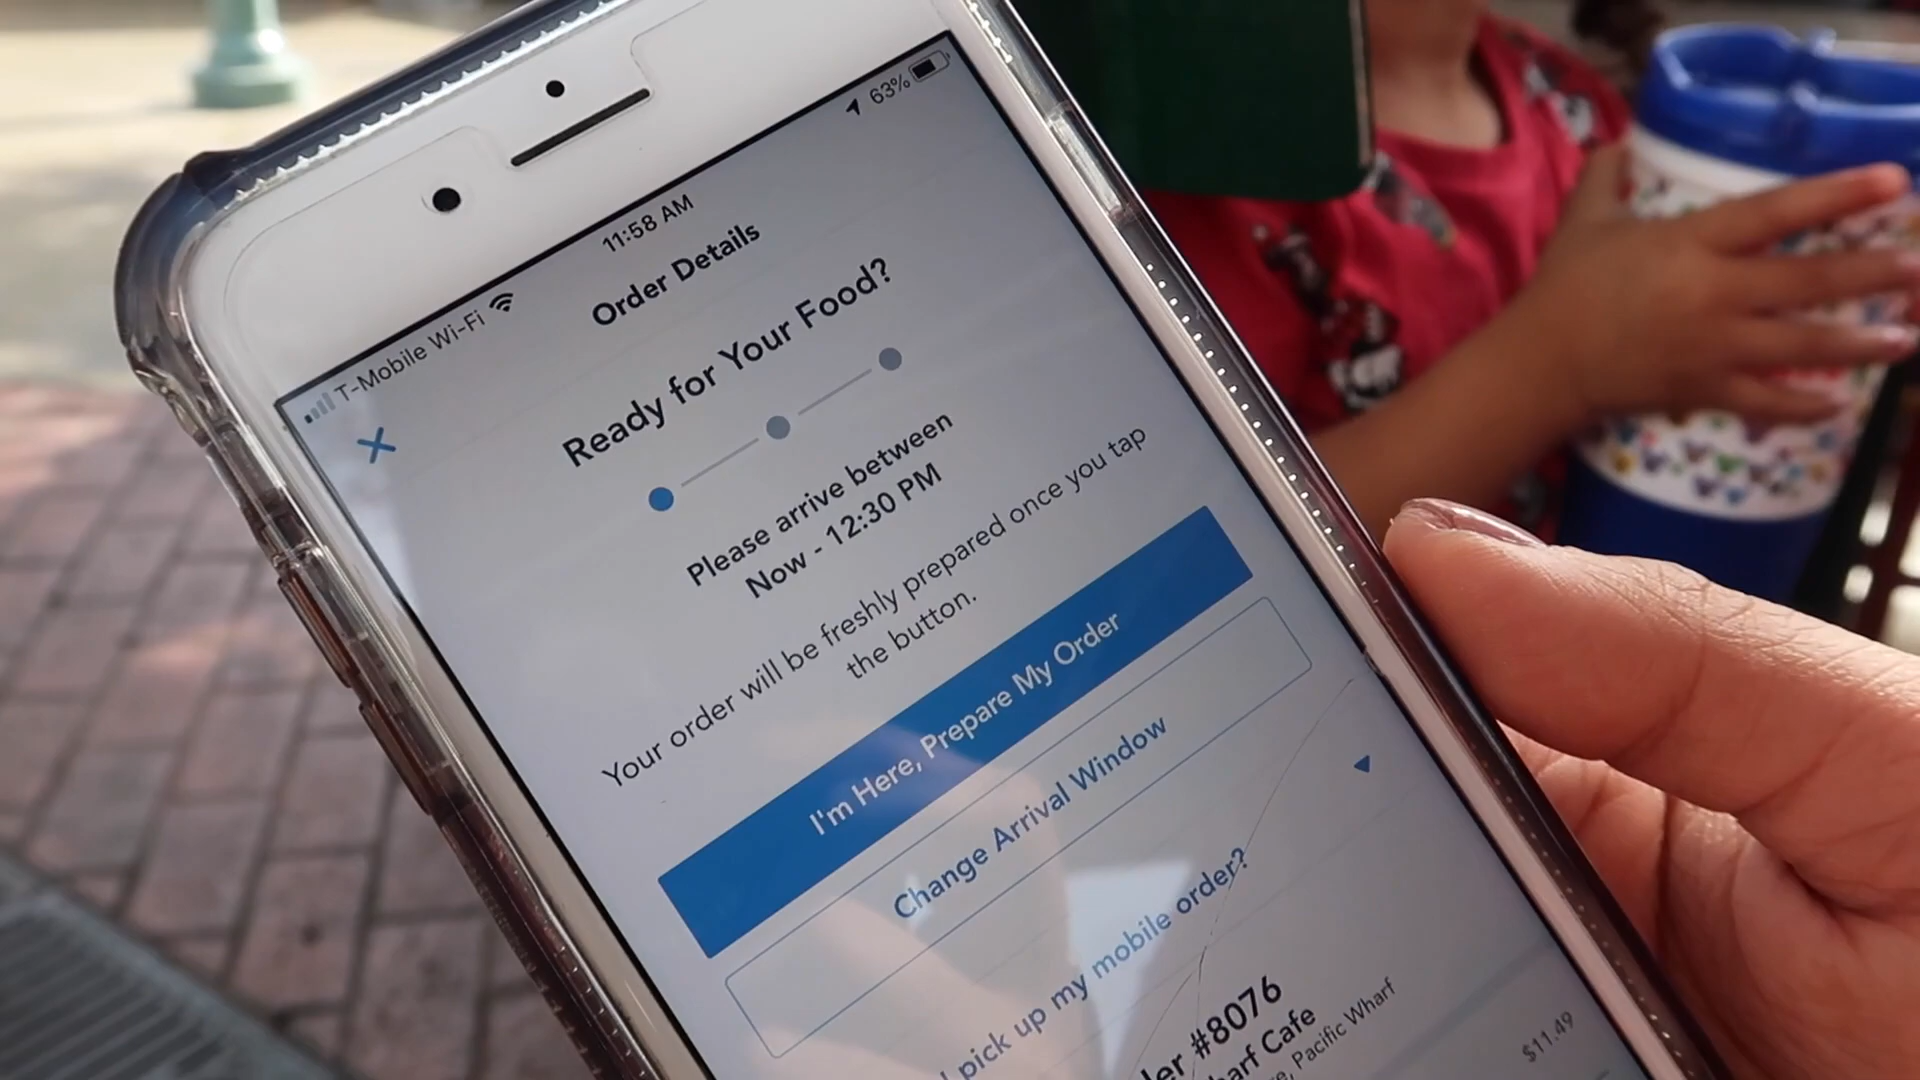 T-Mobile Wi-Fi
11:58 AM
63%
Order Details
Ready for Your Food?
Please arrive between
Now - 12:30 PM
Your order will be freshly prepared once you tap
the button.
I'm Here, Prepare My Order
Change Arrival Window
pick up my mobile order?
#8076
Cafe
Pacific Wharf
$11.49